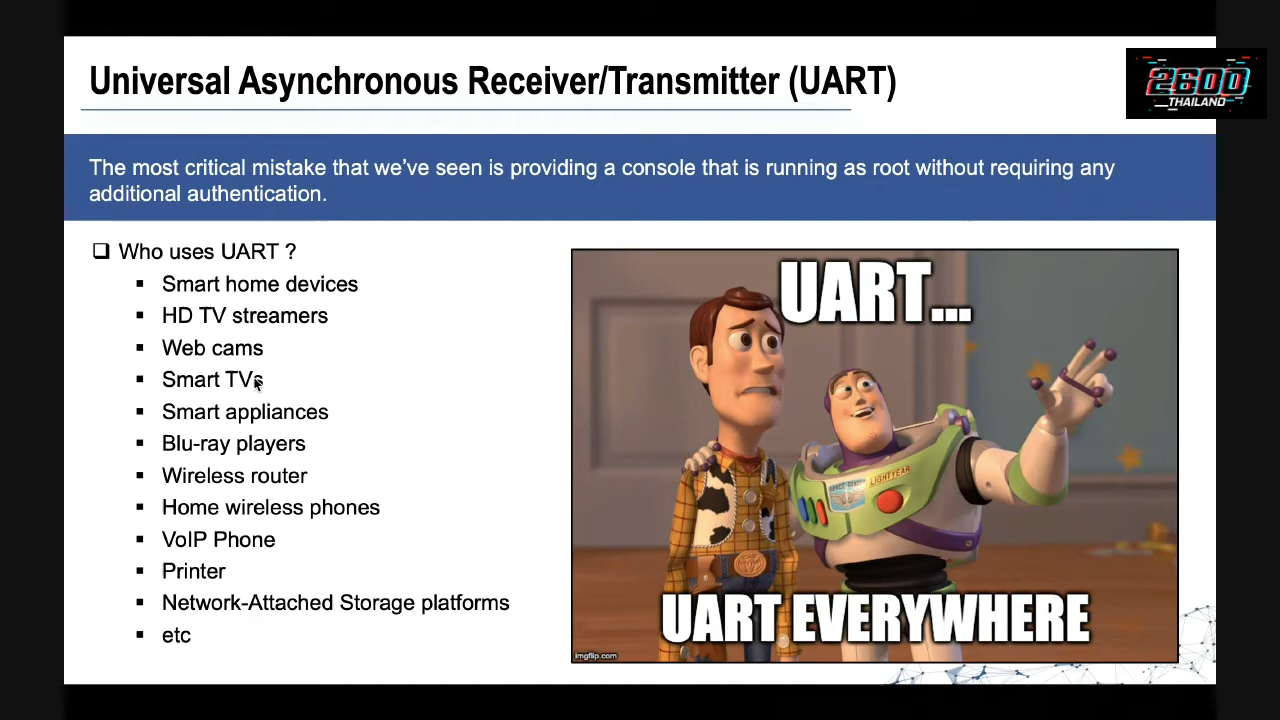 Universal Asynchronous Receiver/Transmitter (UART)
2600
THAILAND
The most critical mistake that we’ve seen is providing a console that is running as root without requiring any
additional authentication.
❑ Who uses UART ?
▪ Smart home devices
▪ HD TV streamers
▪ Web cams
▪ Smart TVs
▪ Smart appliances
▪ Blu-ray players
▪ Wireless router
▪ Home wireless phones
▪ VoIP Phone
▪ Printer
▪ Network-Attached Storage platforms
▪ etc
UART...
SPACE RANGER
LIGHTYEAR
UART EVERYWHERE
imgflip.com